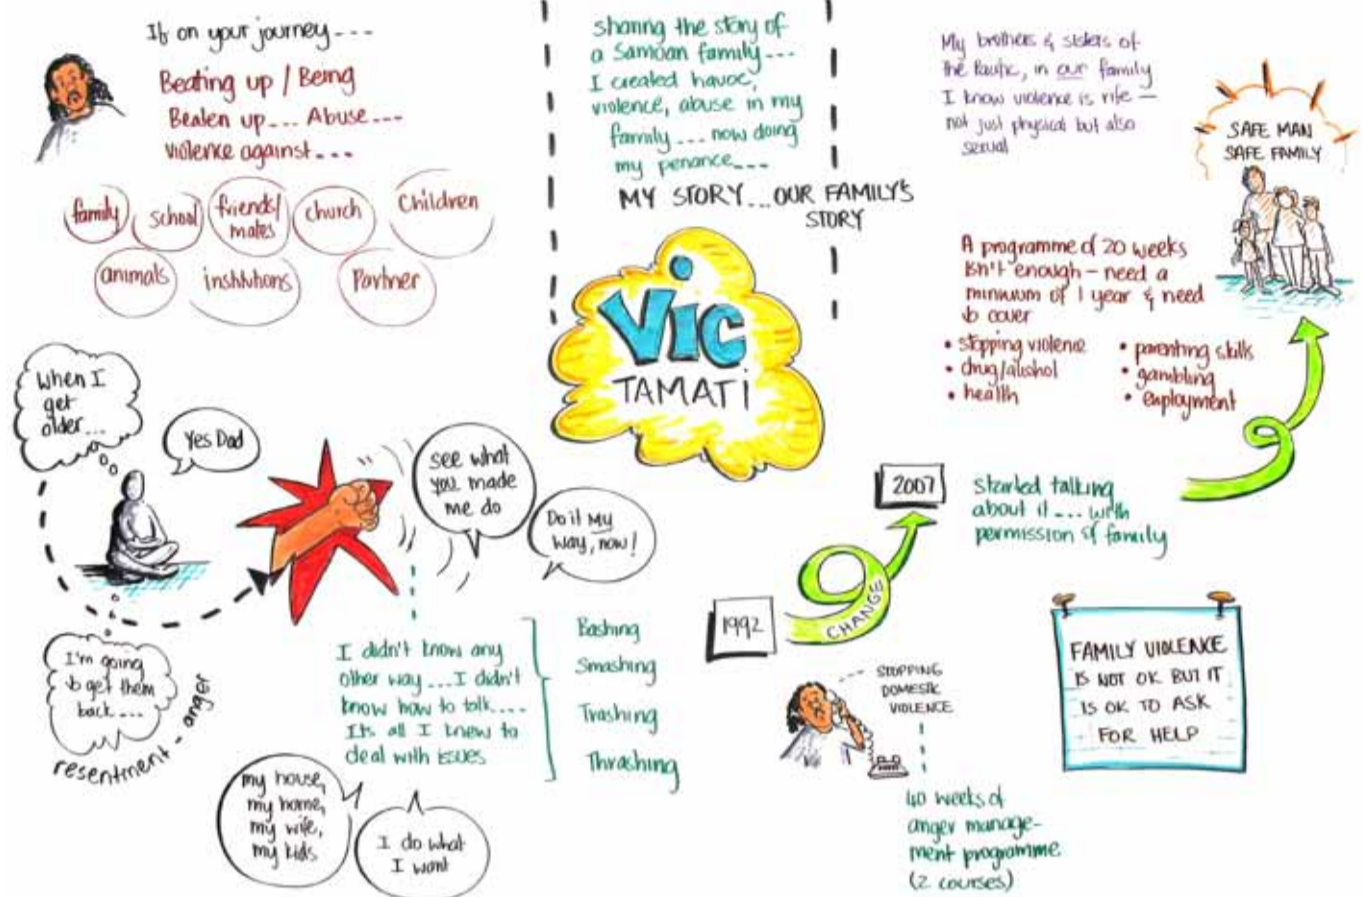 If on your journey ---
Beating up / Being
Beaten up... Abuse...
violence against...
family
school
friends/
mates
church
children
animals
institutions
Partner
sharing the story of
a Samoan family...
I created havoc,
violence, abuse in my
family.... now doing
my penance...
MY STORY...OUR FAMILY'S
STORY
VIC
TAMATI
My brothers & sisters of
the Pacific, in our family
I know violence is rife —
not just physical but also
sexual
SAFE MAN
SAFE FAMILY
A programme of 20 weeks
isn't enough - need a
minimum of 1 year & need
to cover
• stopping violence
• drug/alcohol
• health
• parenting skills
• gambling
• employment
When I
get
older...
Yes Dad
see what
you made
me do
Do it My
Way, now!
I'm going
to get them
back....
resentment - anger
I didn't know any
other way...I didn't
know how to talk....
Its all I knew to
deal with issues
Bashing
Smashing
Trashing
Thrashing
my house,
my home,
my wife,
my kids
I do what
I want
1992
CHANGE
2007
started talking
about it.... with
permission of family
STOPPING
DOMESTIC
VIOLENCE
40 weeks of
anger manage-
ment programme
(2 courses)
FAMILY VIOLENCE
IS NOT OK BUT IT
IS OK TO ASK
FOR HELP